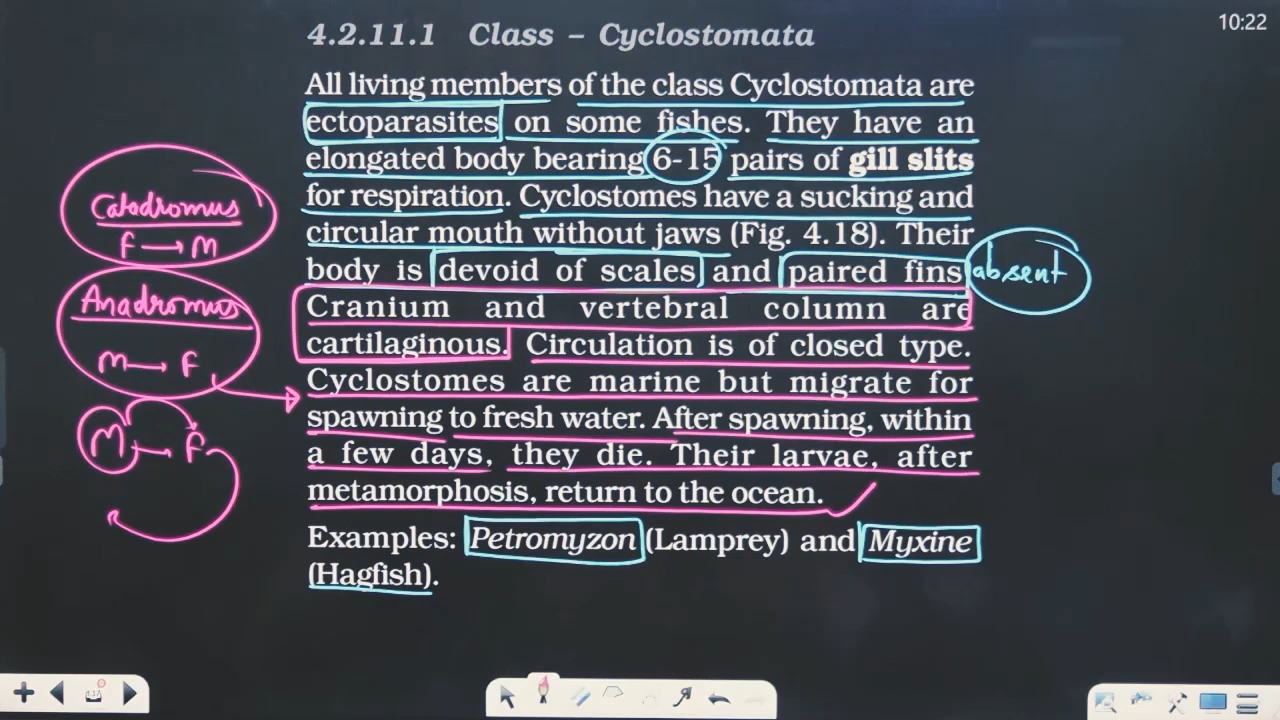 10:22
4.2.11.1 Class – Cyclostomata
All living members of the class Cyclostomata are
ectoparasites on some fishes. They have an
elongated body bearing 6-15 pairs of gill slits
for respiration. Cyclostomes have a sucking and
circular mouth without jaws (Fig. 4.18). Their
body is devoid of scales and paired fins
absent
Cranium and vertebral column are
cartilaginous. Circulation is of closed type.
Cyclostomes are marine but migrate for
spawning to fresh water. After spawning, within
a few days, they die. Their larvae, after
metamorphosis, return to the ocean.
Examples: Petromyzon (Lamprey) and Myxine
(Hagfish).
Catadromus
F → M
Anadromus
M → F
M → F